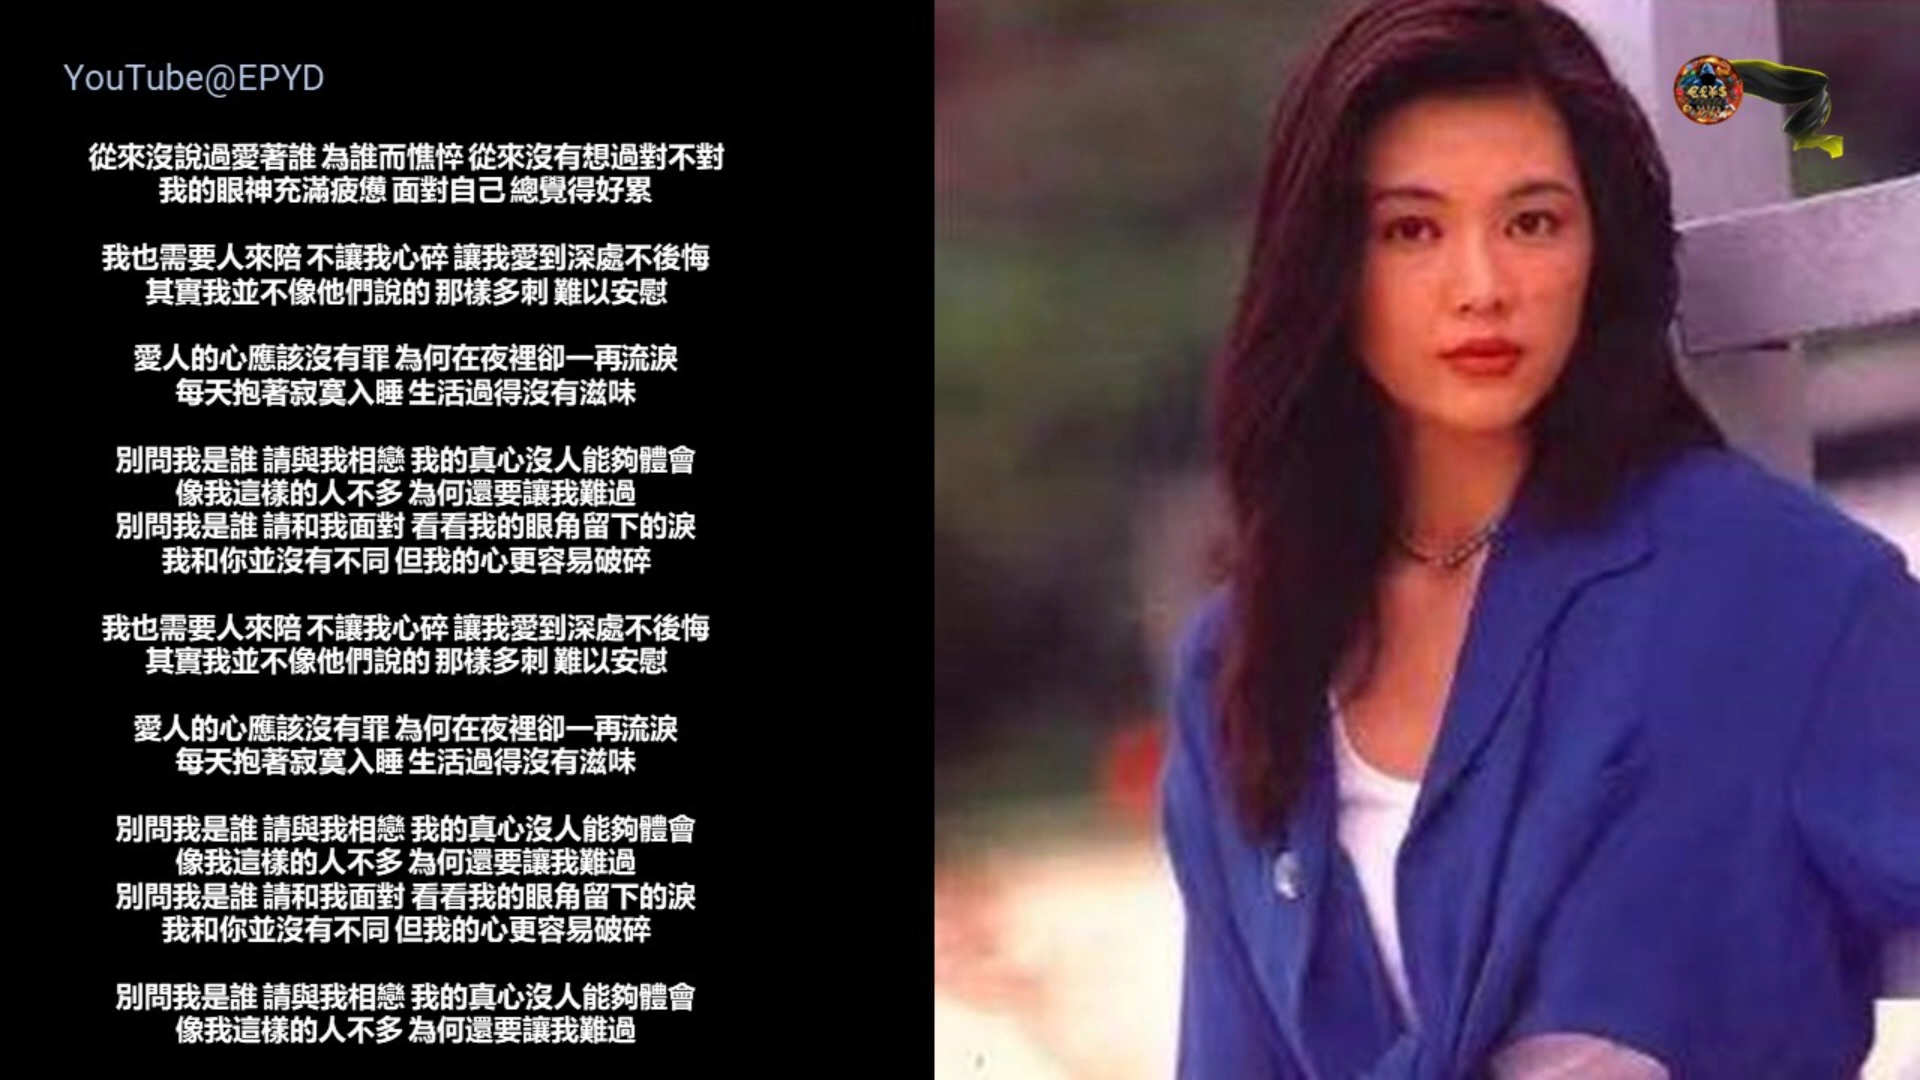 YouTube@EPYD
從來沒說過愛著誰 為誰而憔悴 從來沒有想過對不對
我的眼神充滿疲憊 面對自己 總覺得好累
我也需要人來陪 不讓我心碎 讓我愛到深處不後悔
其實我並不像他們說的 那樣多刺 難以安慰
愛人的心應該沒有罪 為何在夜裡卻一再流淚
每天抱著寂寞入睡 生活過得沒有滋味
別問我是誰 請與我相戀 我的真心沒人能夠體會
像我這樣的人不多 為何還要讓我難過
別問我是誰 請和我面對 看看我的眼角留下的淚
我和你並沒有不同 但我的心更容易破碎
我也需要人來陪 不讓我心碎 讓我愛到深處不後悔
其實我並不像他們說的 那樣多刺 難以安慰
愛人的心應該沒有罪 為何在夜裡卻一再流淚
每天抱著寂寞入睡 生活過得沒有滋味
別問我是誰 請與我相戀 我的真心沒人能夠體會
像我這樣的人不多 為何還要讓我難過
別問我是誰 請和我面對 看看我的眼角留下的淚
我和你並沒有不同 但我的心更容易破碎
別問我是誰 請與我相戀 我的真心沒人能夠體會
像我這樣的人不多 為何還要讓我難過
€£¥$